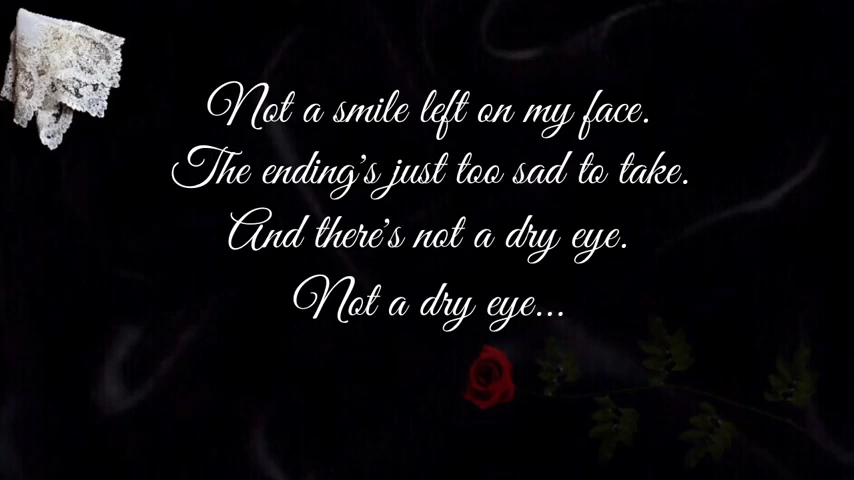 Not a smile left on my face.
The ending's just too sad to take.
And there's not a dry eye.
Not a dry eye...